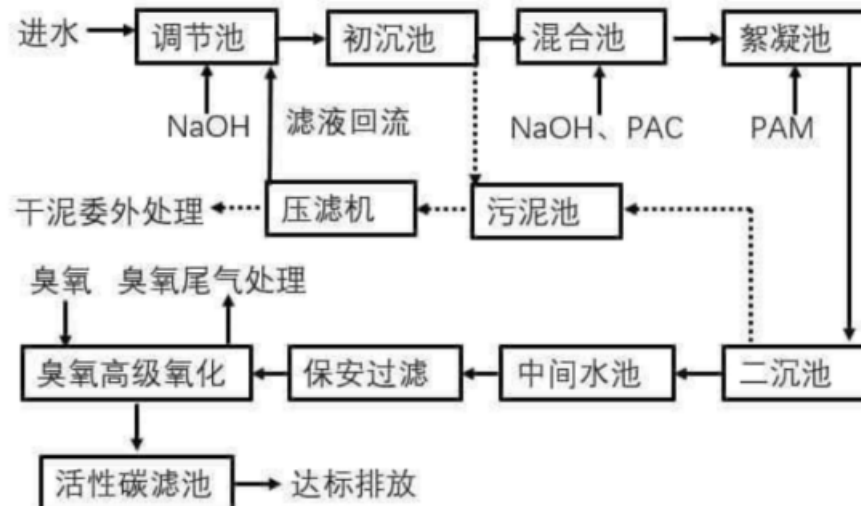 进水
调节池
初沉池
混合池
絮凝池
NaOH
滤液回流
NaOH、PAC
PAM
干泥委外处理
压滤机
污泥池
臭氧
臭氧尾气处理
臭氧高级氧化
保安过滤
中间水池
二沉池
活性碳滤池
达标排放